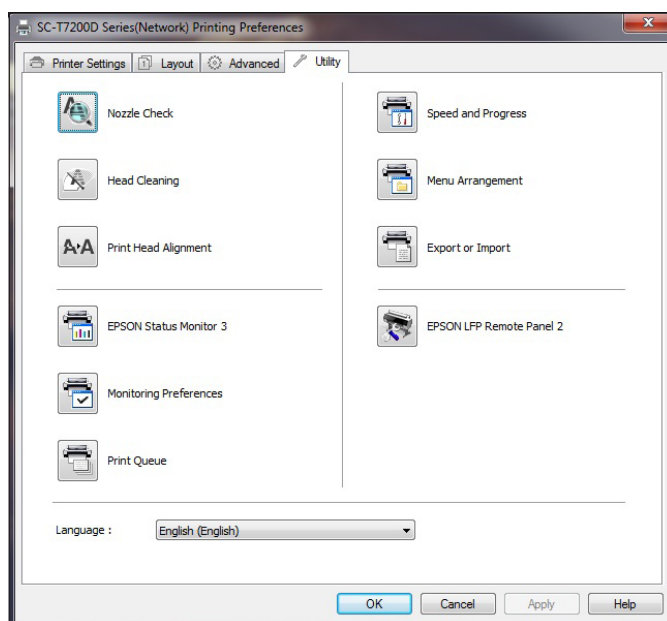 SC-T7200D Series(Network) Printing Preferences
Printer Settings
Layout
Advanced
Utility
Nozzle Check
Head Cleaning
A▸A Print Head Alignment
EPSON Status Monitor 3
Monitoring Preferences
Print Queue
Speed and Progress
Menu Arrangement
Export or Import
EPSON LFP Remote Panel 2
Language : English (English)
OK
Cancel
Apply
Help